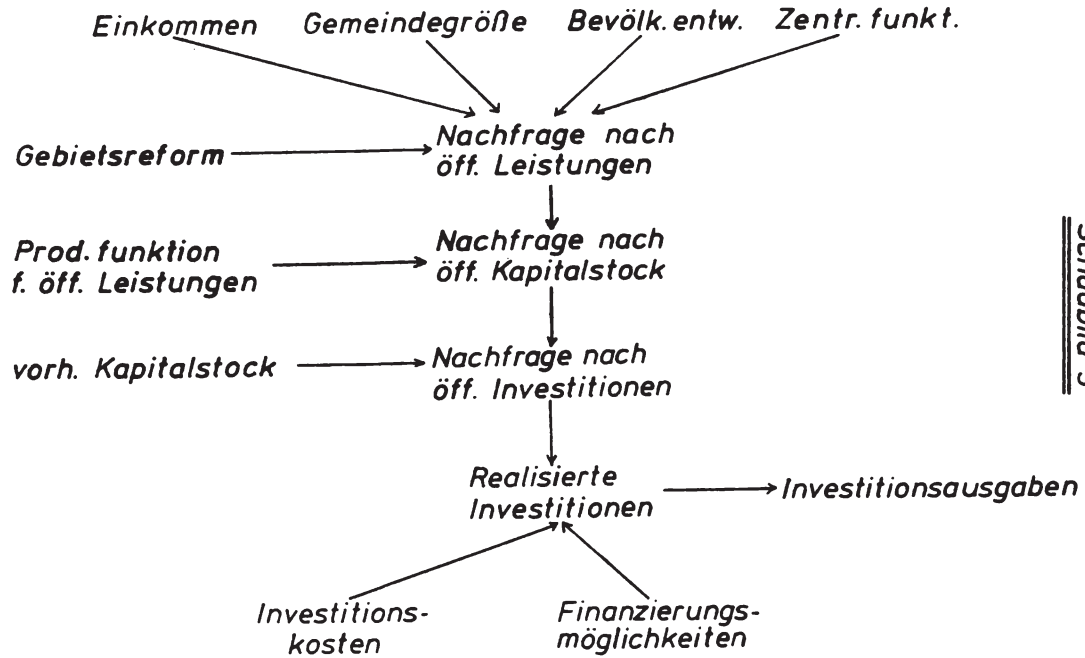 Einkommen Gemeindegröße Bevölk.entw. Zentr.funkt.
Gebietsreform
Nachfrage nach
öff. Leistungen
Prod.funktion
f. öff. Leistungen
Nachfrage nach
öff. Kapitalstock
vorh. Kapitalstock
Nachfrage nach
öff. Investitionen
Realisierte
Investitionen
Investitionsausgaben
Investitions-
kosten
Finanzierungs-
möglichkeiten